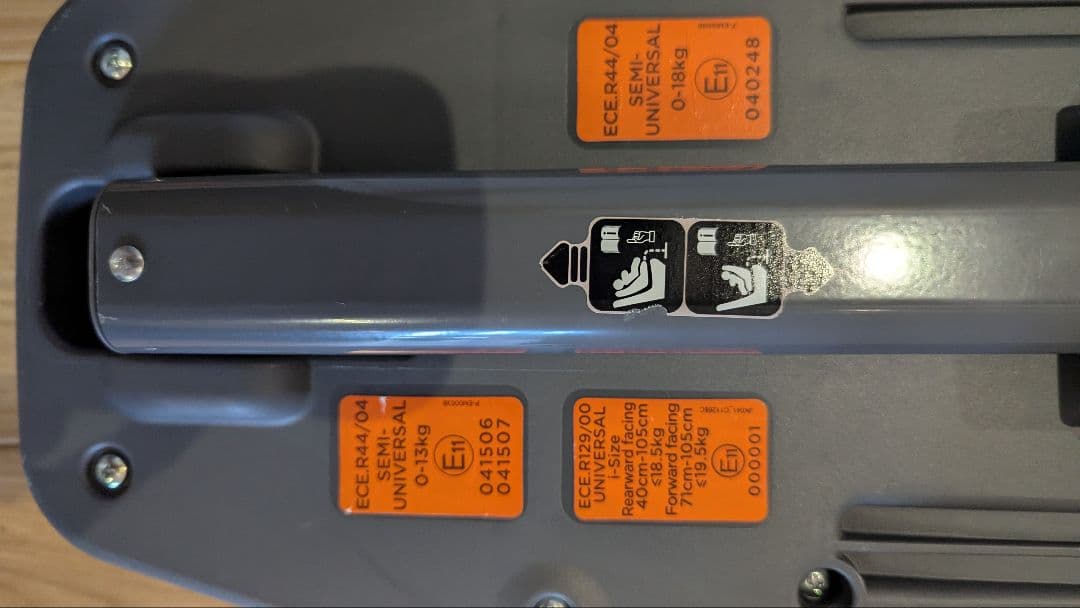 ECE.R44/04
SEMI-
UNIVERSAL
0-18kg
E11
040248
ECE.R44/04
SEMI-
UNIVERSAL
0-13kg
E11
041506
041507
ECE.R129/00
UNIVERSAL
i-Size
Rearward facing
40cm-105cm
≤18.5kg
Forward facing
71cm-105cm
≤19.5kg
E11
000001